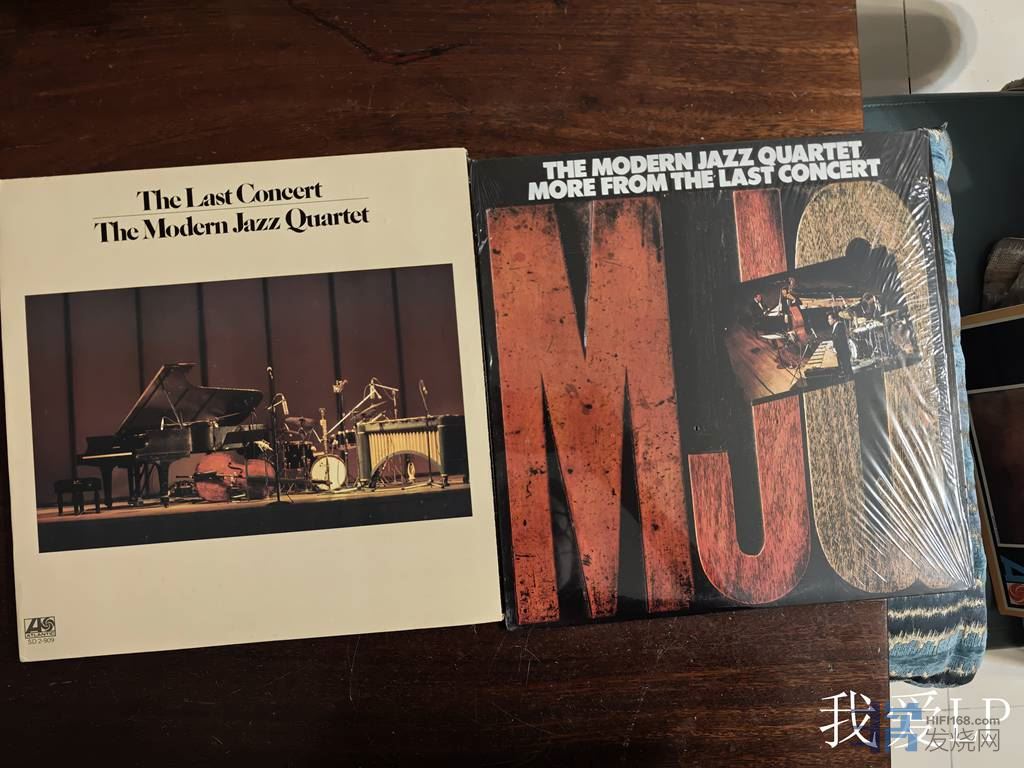 The Last Concert
The Modern Jazz Quartet
ATLANTIC
SD 2-909
THE MODERN JAZZ QUARTET
MORE FROM THE LAST CONCERT
MJQ
我爱LP
HIFI168.com
发烧网